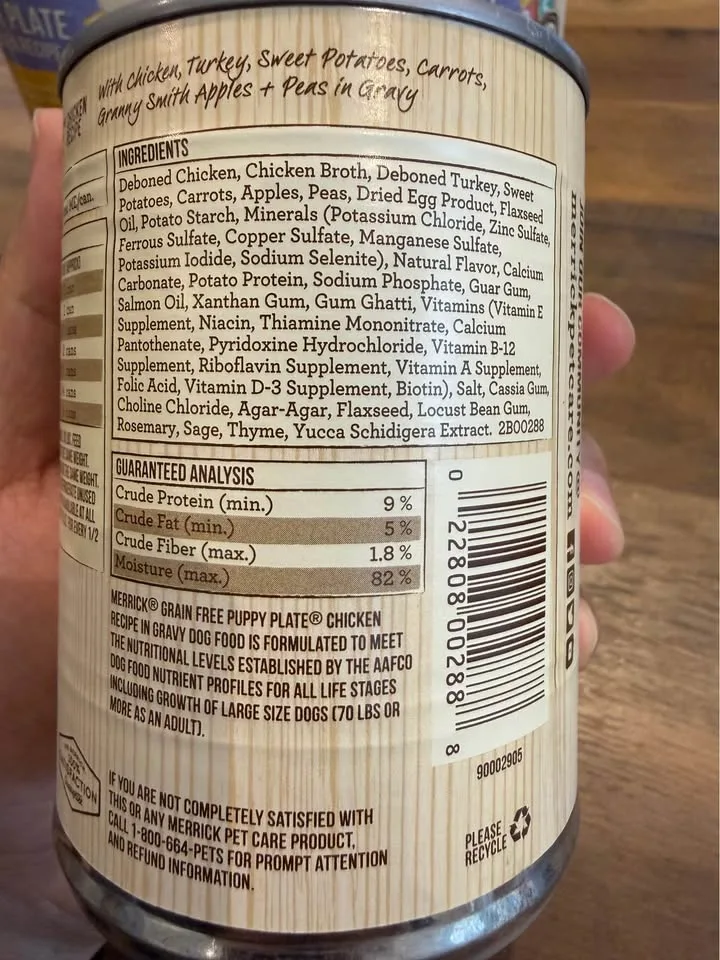 PLATE
With Chicken, Turkey, Sweet Potatoes, Carrots,
Granny Smith Apples + Peas in Gravy
RECIPE
INGREDIENTS
Deboned Chicken, Chicken Broth, Deboned Turkey, Sweet
Potatoes, Carrots, Apples, Peas, Dried Egg Product, Flaxseed
Oil, Potato Starch, Minerals (Potassium Chloride, Zinc Sulfate,
Ferrous Sulfate, Copper Sulfate, Manganese Sulfate,
Potassium Iodide, Sodium Selenite), Natural Flavor, Calcium
Carbonate, Potato Protein, Sodium Phosphate, Guar Gum,
Salmon Oil, Xanthan Gum, Gum Ghatti, Vitamins (Vitamin E
Supplement, Niacin, Thiamine Mononitrate, Calcium
Pantothenate, Pyridoxine Hydrochloride, Vitamin B-12
Supplement, Riboflavin Supplement, Vitamin A Supplement,
Folic Acid, Vitamin D-3 Supplement, Biotin), Salt, Cassia Gum,
Choline Chloride, Agar-Agar, Flaxseed, Locust Bean Gum,
Rosemary, Sage, Thyme, Yucca Schidigera Extract. 2B00288
GUARANTEED ANALYSIS
Crude Protein (min.) 9 %
Crude Fat (min.) 5 %
Crude Fiber (max.) 1.8 %
Moisture (max.) 82 %
MERRICK® GRAIN FREE PUPPY PLATE® CHICKEN
RECIPE IN GRAVY DOG FOOD IS FORMULATED TO MEET
THE NUTRITIONAL LEVELS ESTABLISHED BY THE AAFCO
DOG FOOD NUTRIENT PROFILES FOR ALL LIFE STAGES
INCLUDING GROWTH OF LARGE SIZE DOGS (70 LBS OR
MORE AS AN ADULT).
IF YOU ARE NOT COMPLETELY SATISFIED WITH
THIS OR ANY MERRICK PET CARE PRODUCT,
CALL 1-800-664-PETS FOR PROMPT ATTENTION
AND REFUND INFORMATION.
0 22808 00288 8
90002905
PLEASE
RECYCLE
JOIN OUR COMMUNITY @
merrickpetcare.com